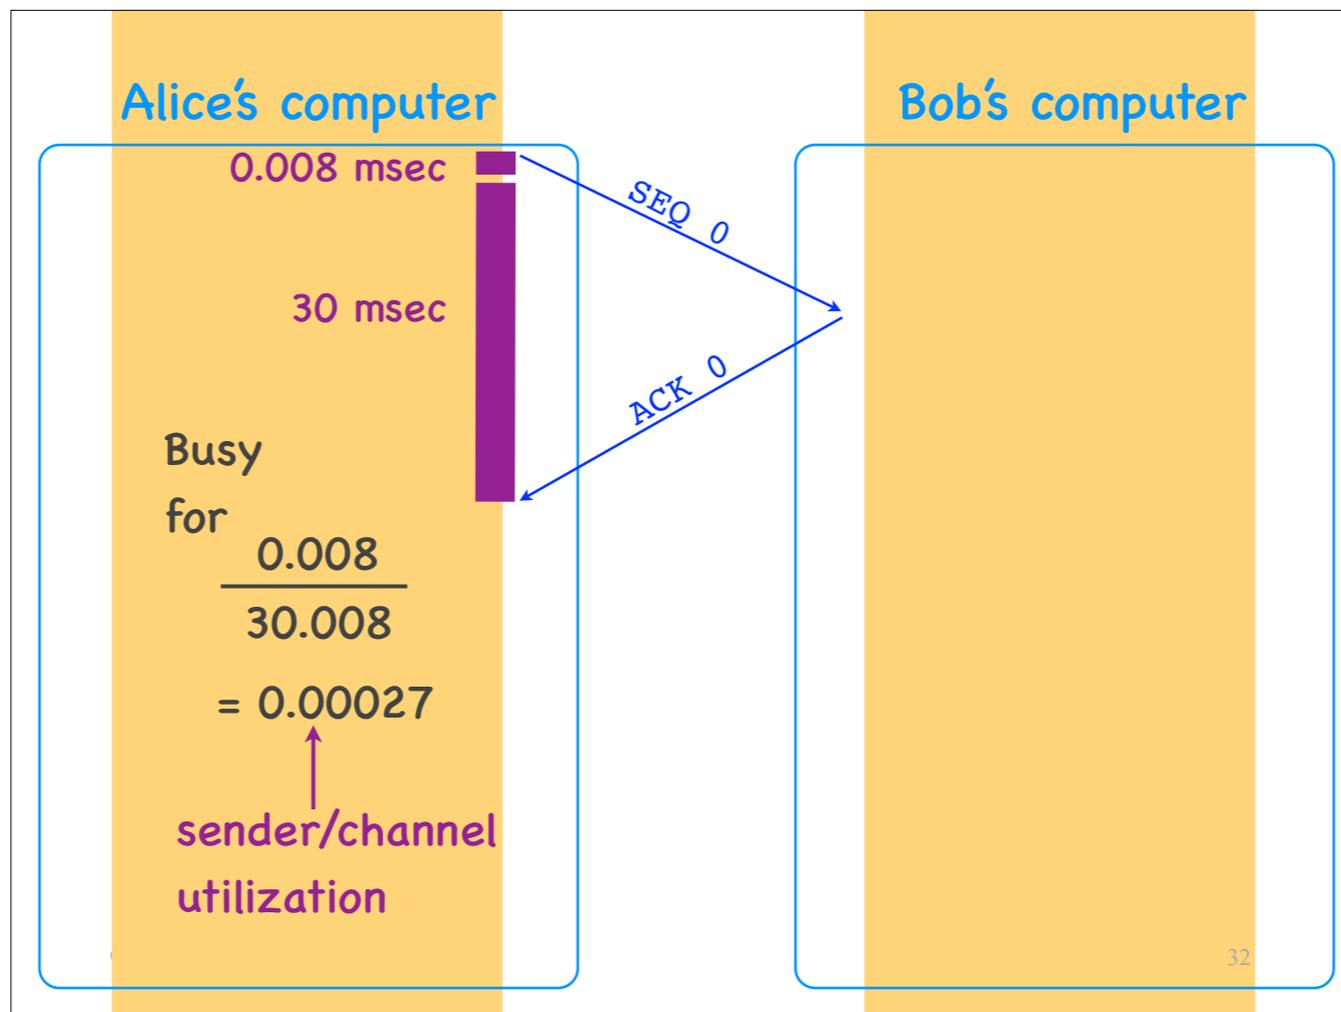 Alice's computer
Bob's computer
0.008 msec
SEQ 0
30 msec
ACK 0
Busy
for
0.008
30.008
= 0.00027
sender/channel
utilization
32